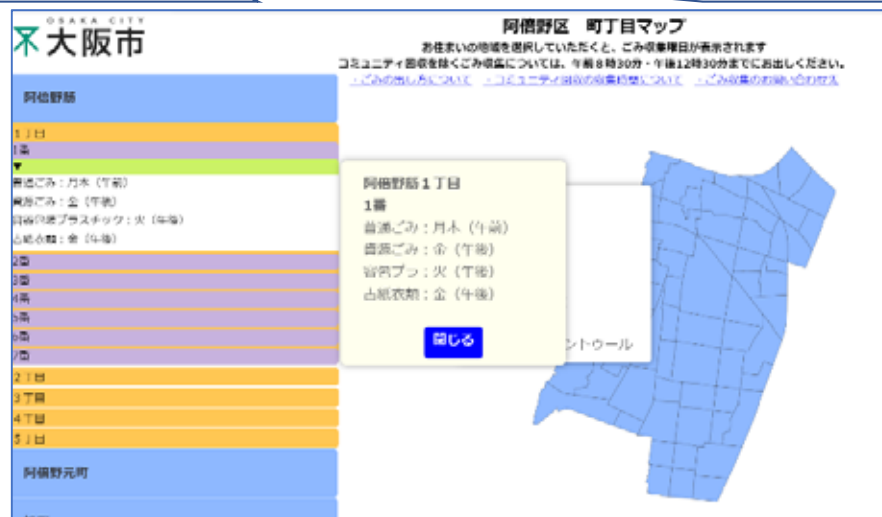 OSAKA CITY
大阪市
阿倍野区 町丁目マップ
お住まいの地域を選択していただくと、ごみ収集曜日が表示されます
コミュニティ回収を除くごみ収集については、午前8時30分・午後12時30分までにお出しください。
・ごみの出し方について ・コミュニティ回収の収集時間について ・ごみ収集のお問い合わせ先
阿倍野筋
1丁目
1番
▼
普通ごみ:月木(午前)
資源ごみ:金(午後)
容器包装プラスチック:火(午後)
古紙衣類:金(午後)
2番
3番
4番
5番
6番
7番
2丁目
3丁目
4丁目
5丁目
阿倍野元町
阿倍野筋1丁目
1番
普通ごみ:月木(午前)
資源ごみ:金(午後)
容包プラ:火(午後)
古紙衣類:金(午後)
閉じる
ントゥール